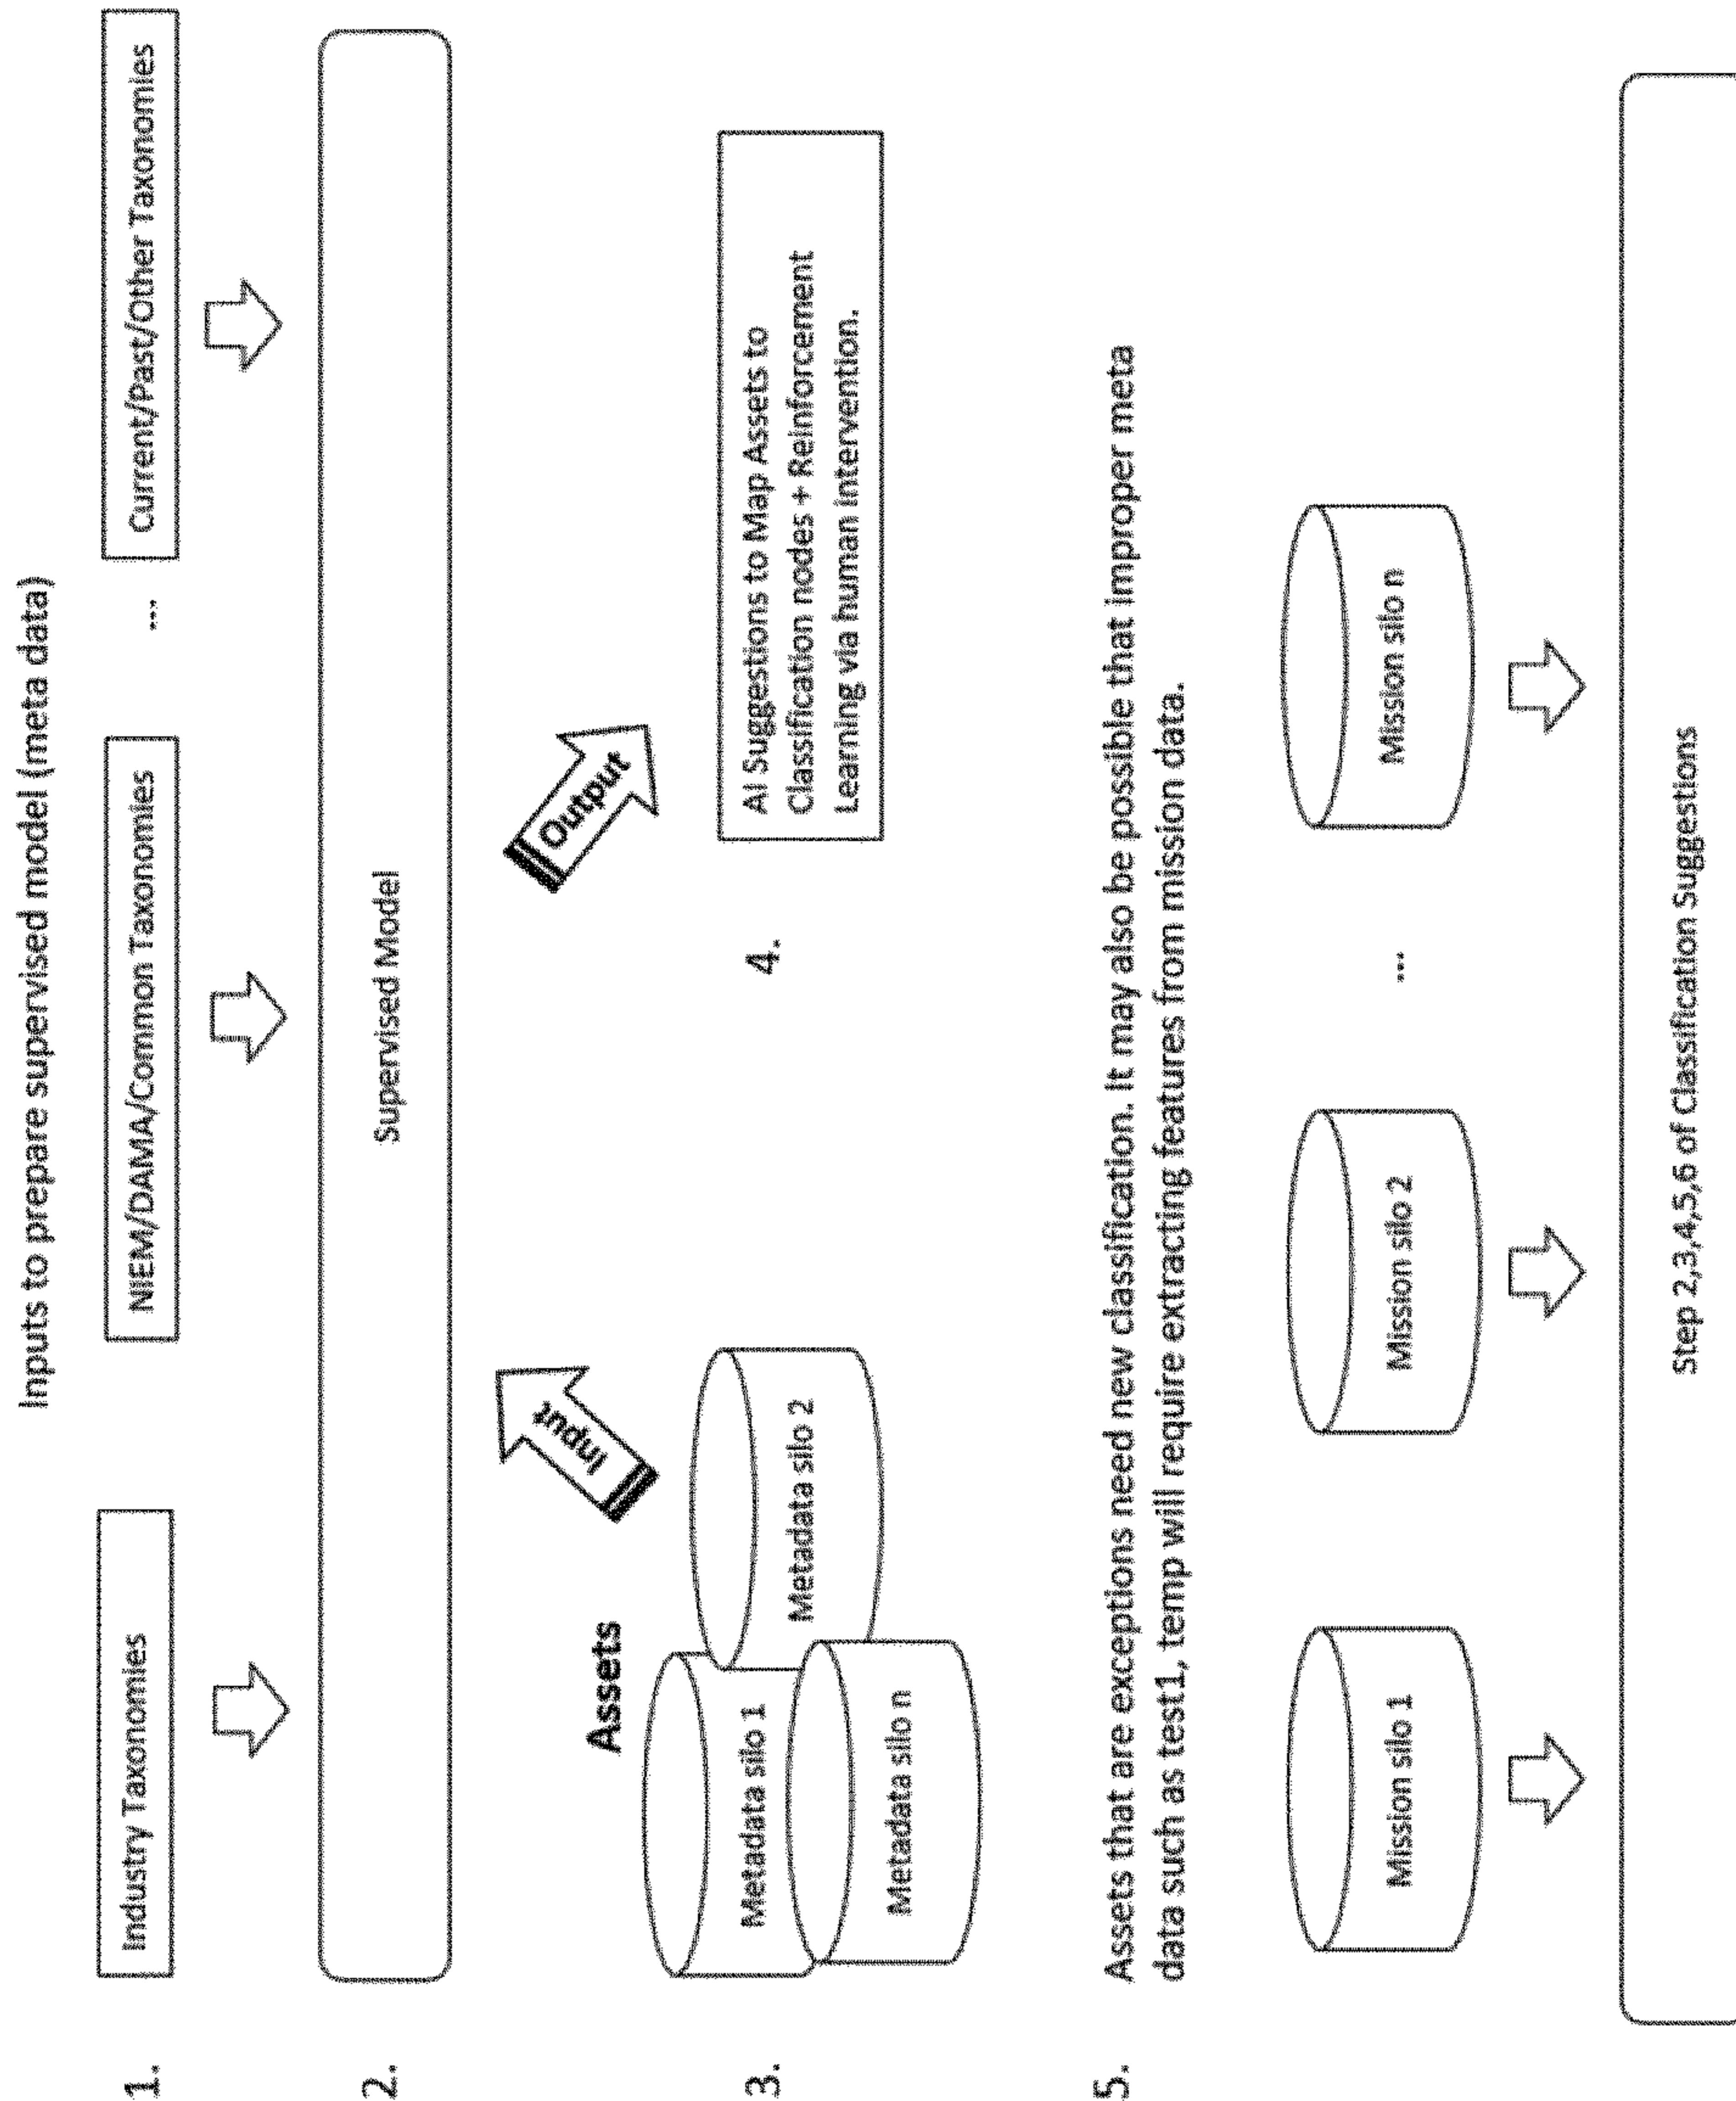 Inputs to prepare supervised model (meta data)
1.
Industry Taxonomies
NIEM/DAMA/Common Taxonomies
...
Current/Past/Other Taxonomies
2.
Supervised Model
Input
Output
Assets
3.
Metadata silo 1
Metadata silo 2
Metadata silo n
4.
AI Suggestions to Map Assets to
Classification nodes + Reinforcement
Learning via human intervention.
5.
Assets that are exceptions need new classification. It may also be possible that improper meta
data such as test1, temp will require extracting features from mission data.
Mission silo 1
Mission silo 2
...
Mission silo n
Step 2,3,4,5,6 of Classification Suggestions